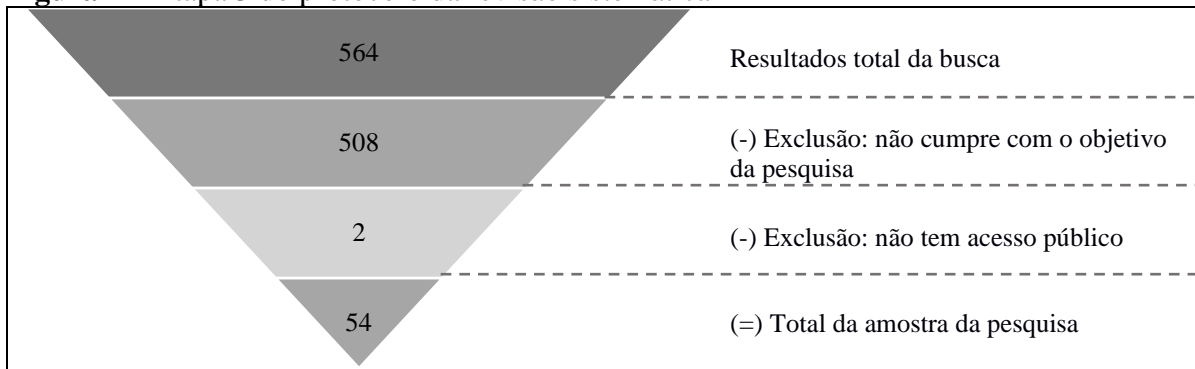 564
Resultados total da busca
508
(-) Exclusão: não cumpre com o objetivo
da pesquisa
2
(-) Exclusão: não tem acesso público
54
(=) Total da amostra da pesquisa